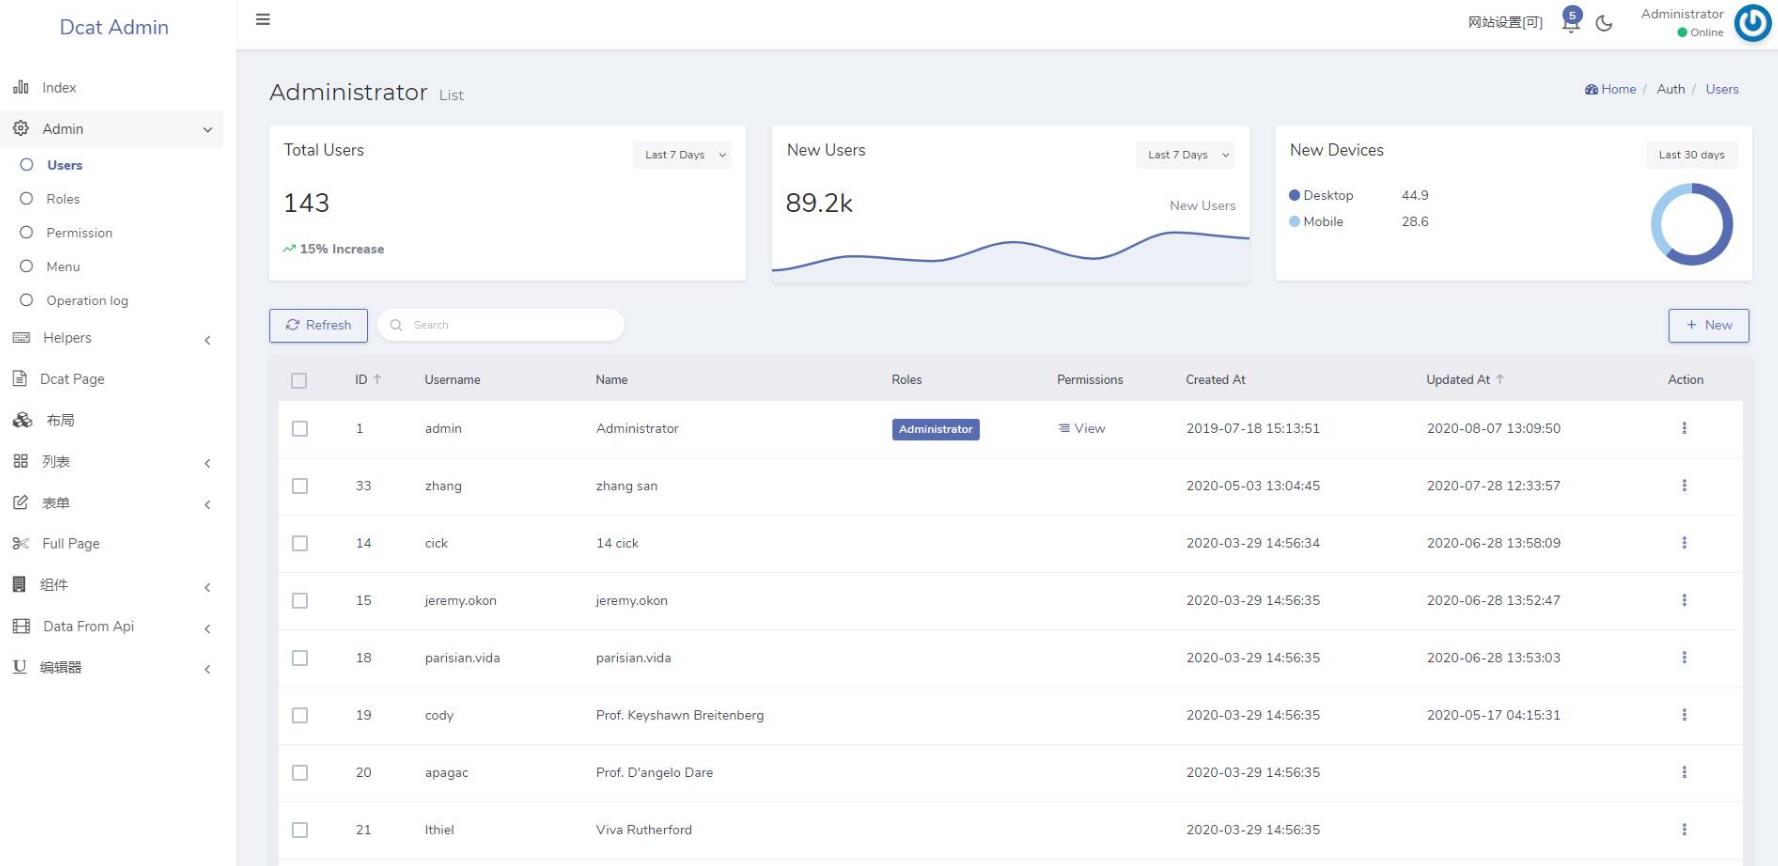 Dcat Admin
网站设置[可]
5
Administrator
Online
Index
Admin
Users
Roles
Permission
Menu
Operation log
Helpers
Dcat Page
布局
列表
表单
Full Page
组件
Data From Api
编辑器
Administrator List
Home / Auth / Users
Total Users
Last 7 Days
143
15% Increase
New Users
Last 7 Days
89.2k
New Users
New Devices
Last 30 days
Desktop 44.9
Mobile 28.6
Refresh
Search
+ New
ID Username Name Roles Permissions Created At Updated At Action
1 admin Administrator Administrator View 2019-07-18 15:13:51 2020-08-07 13:09:50
33 zhang zhang san 2020-05-03 13:04:45 2020-07-28 12:33:57
14 cick 14 cick 2020-03-29 14:56:34 2020-06-28 13:58:09
15 jeremy.okon jeremy.okon 2020-03-29 14:56:35 2020-06-28 13:52:47
18 parisian.vida parisian.vida 2020-03-29 14:56:35 2020-06-28 13:53:03
19 cody Prof. Keyshawn Breitenberg 2020-03-29 14:56:35 2020-05-17 04:15:31
20 apagac Prof. D'angelo Dare 2020-03-29 14:56:35
21 lthiel Viva Rutherford 2020-03-29 14:56:35